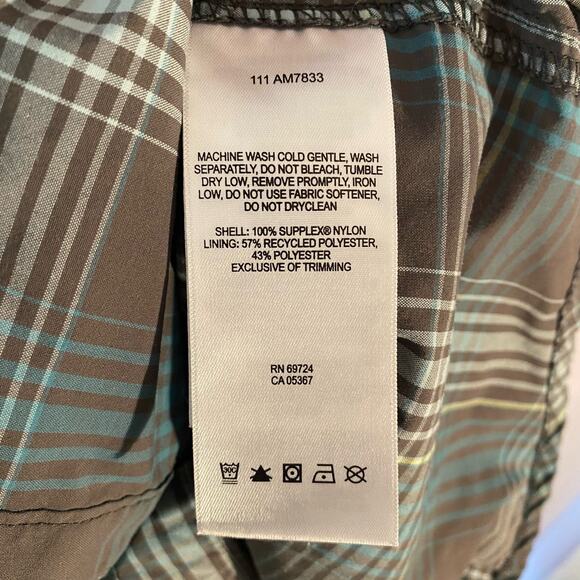 111 AM7833
MACHINE WASH COLD GENTLE, WASH
SEPARATELY, DO NOT BLEACH, TUMBLE
DRY LOW, REMOVE PROMPTLY, IRON
LOW, DO NOT USE FABRIC SOFTENER,
DO NOT DRYCLEAN
SHELL: 100% SUPPLEX® NYLON
LINING: 57% RECYCLED POLYESTER,
43% POLYESTER
EXCLUSIVE OF TRIMMING
RN 69724
CA 05367
30C